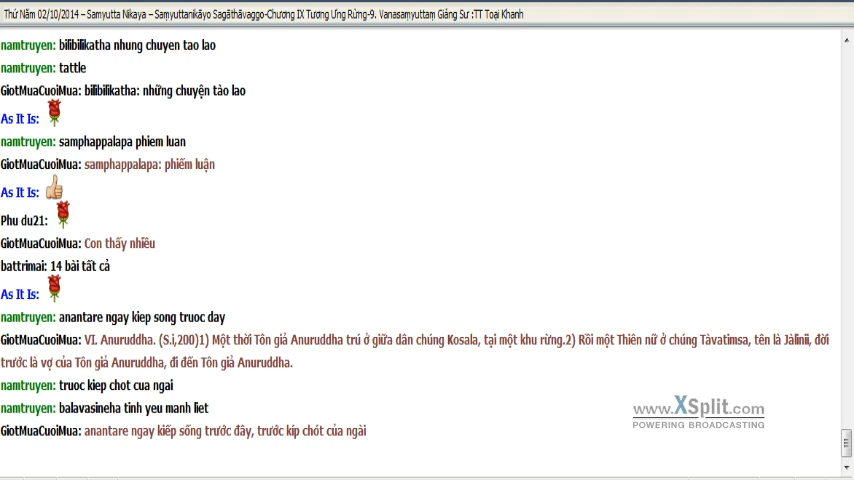 Thứ Năm 02/10/2014 – Samyutta Nikaya – Saṃyuttanikāyo Sagāthāvaggo-Chương IX Tương Ưng Rừng-9. Vanasaṃyuttaṃ Giảng Sư :TT Toại Khanh
namtruyen: bilibilikatha nhung chuyen tao lao
namtruyen: tattle
GiotMuaCuoiMua: bilibilikatha: những chuyện tào lao
As It Is:
namtruyen: samphappalapa phiem luan
GiotMuaCuoiMua: samphappalapa: phiếm luận
As It Is:
Phu du21:
GiotMuaCuoiMua: Con thấy nhiều
battrimai: 14 bài tất cả
As It Is:
namtruyen: anantare ngay kiep song truoc day
GiotMuaCuoiMua: VI. Anuruddha. (S.i,200)1) Một thời Tôn giả Anuruddha trú ở giữa dân chúng Kosala, tại một khu rừng.2) Rồi một Thiên nữ ở chúng Tàvatimsa, tên là Jàlinii, đời
trước là vợ của Tôn giả Anuruddha, đi đến Tôn giả Anuruddha.
namtruyen: truoc kiep chot cua ngai
namtruyen: balavasineha tinh yeu manh liet
GiotMuaCuoiMua: anantare ngay kiếp sống trước đây, trước kíp chót của ngài
www.XSplit.com
POWERING BROADCASTING